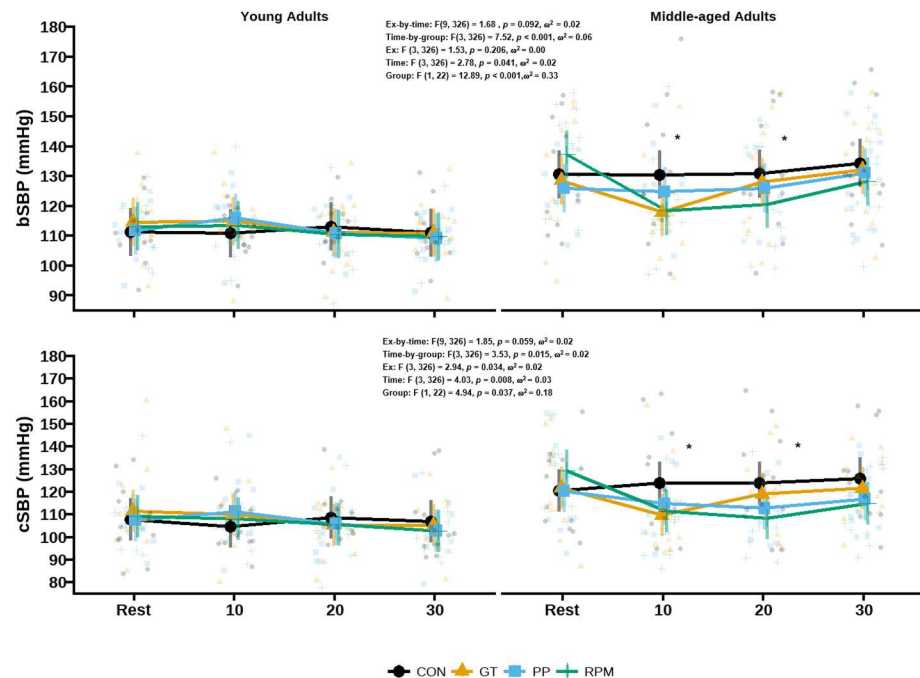 Young Adults
Middle-aged Adults
Ex-by-time: F(9, 326) = 1.68, p = 0.092, ω² = 0.02
Time-by-group: F(3, 326) = 7.52, p < 0.001, ω² = 0.06
Ex: F (3, 326) = 1.53, p = 0.206, ω² = 0.00
Time: F (3, 326) = 2.78, p = 0.041, ω² = 0.02
Group: F (1, 22) = 12.89, p < 0.001,ω² = 0.33
bSBP (mmHg)
180
170
160
150
140
130
120
110
100
90
*
*
Ex-by-time: F(9, 326) = 1.85, p = 0.059, ω² = 0.02
Time-by-group: F(3, 326) = 3.53, p = 0.015, ω² = 0.02
Ex: F (3, 326) = 2.94, p = 0.034, ω² = 0.02
Time: F (3, 326) = 4.03, p = 0.008, ω² = 0.03
Group: F (1, 22) = 4.94, p = 0.037, ω² = 0.18
cSBP (mmHg)
180
170
160
150
140
130
120
110
100
90
80
*
*
Rest 10 20 30
Rest 10 20 30
CON GT PP RPM